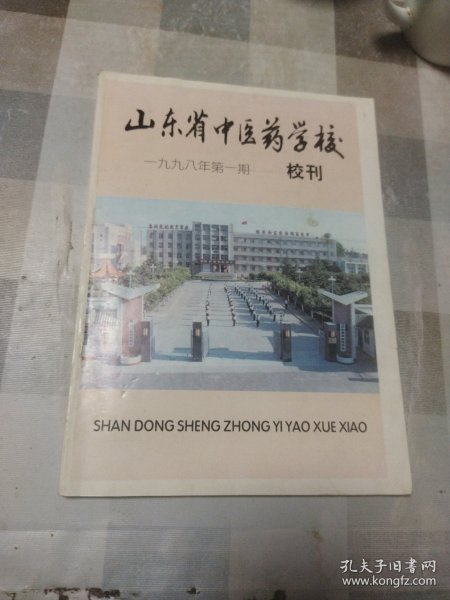 山东省中医药学校
一九九八年第一期
校刊
SHAN DONG SHENG ZHONG YI YAO XUE XIAO
孔夫子旧书网
www.kongfz.com